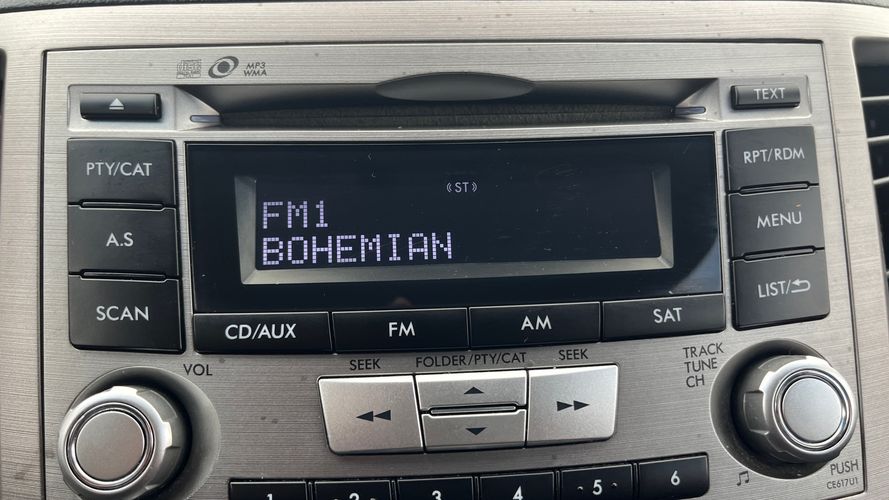 MP3
WMA
TEXT
PTY/CAT
RPT/RDM
(ST)
FM1
A.S
MENU
BOHEMIAN
SCAN
LIST/
CD/AUX FM AM SAT
VOL
SEEK FOLDER/PTY/CAT SEEK
TRACK
TUNE
CH
PUSH
CE617U1
1 2 3 4 5 6